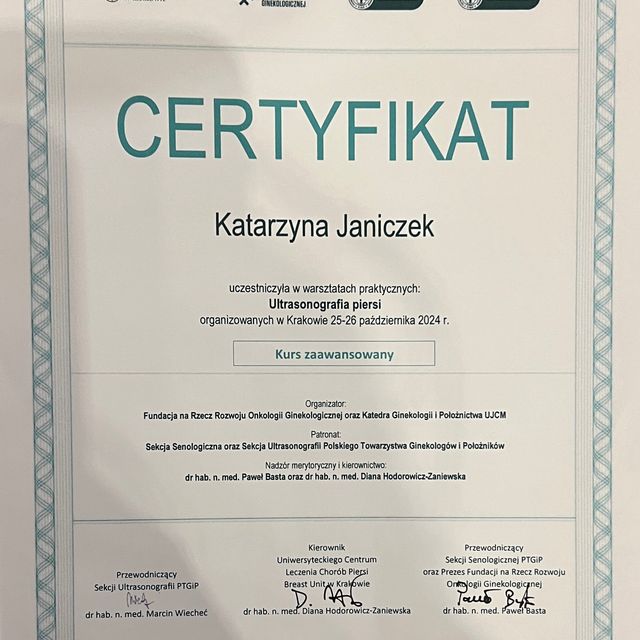 GINEKOLOGICZNEJ
CERTYFIKAT
Katarzyna Janiczek
uczestniczyła w warsztatach praktycznych:
Ultrasonografia piersi
organizowanych w Krakowie 25-26 października 2024 r.
Kurs zaawansowany
Organizator:
Fundacja na Rzecz Rozwoju Onkologii Ginekologicznej oraz Katedra Ginekologii i Położnictwa UJCM
Patronat:
Sekcja Senologiczna oraz Sekcja Ultrasonografii Polskiego Towarzystwa Ginekologów i Położników
Nadzór merytoryczny i kierownictwo:
dr hab. n. med. Paweł Basta oraz dr hab. n. med. Diana Hodorowicz-Zaniewska
Przewodniczący
Sekcji Ultrasonografii PTGiP
dr hab. n. med. Marcin Wiecheć
Kierownik
Uniwersyteckiego Centrum
Leczenia Chorób Piersi
Breast Unit w Krakowie
dr hab. n. med. Diana Hodorowicz-Zaniewska
Przewodniczący
Sekcji Senologicznej PTGiP
oraz Prezes Fundacji na Rzecz Rozwoju
Onkologii Ginekologicznej
dr hab. n. med. Paweł Basta